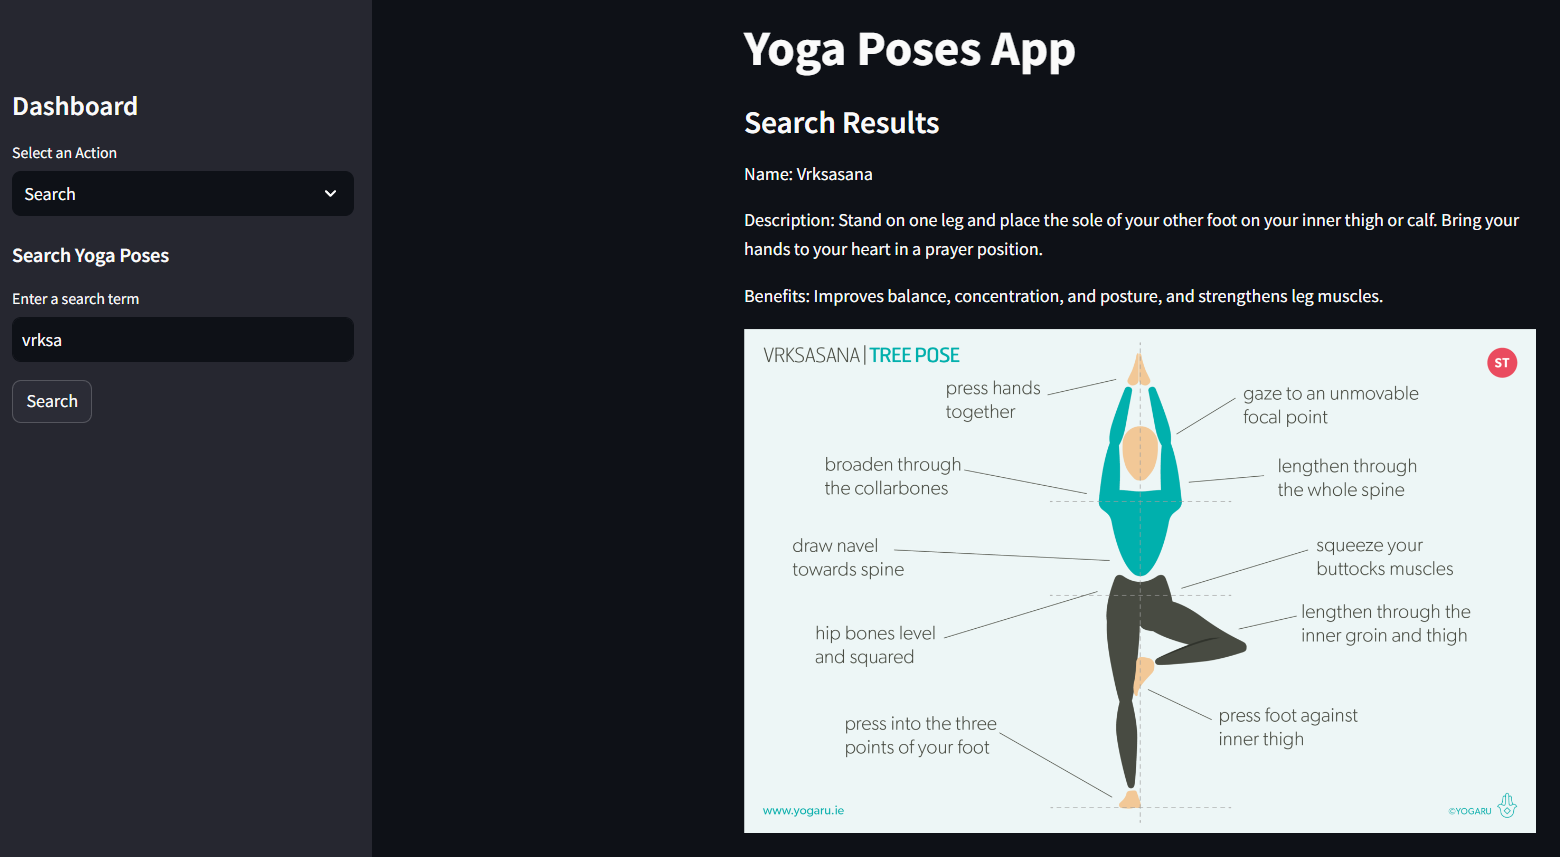 Dashboard
Select an Action
Search
Search Yoga Poses
Enter a search term
vrksa
Search
Yoga Poses App
Search Results
Name: Vrksasana
Description: Stand on one leg and place the sole of your other foot on your inner thigh or calf. Bring your
hands to your heart in a prayer position.
Benefits: Improves balance, concentration, and posture, and strengthens leg muscles.
VRKSASANA | TREE POSE
ST
press hands
together
gaze to an unmovable
focal point
broaden through
the collarbones
lengthen through
the whole spine
draw navel
towards spine
squeeze your
buttocks muscles
hip bones level
and squared
lengthen through the
inner groin and thigh
press into the three
points of your foot
press foot against
inner thigh
www.yogaru.ie
©YOGARU